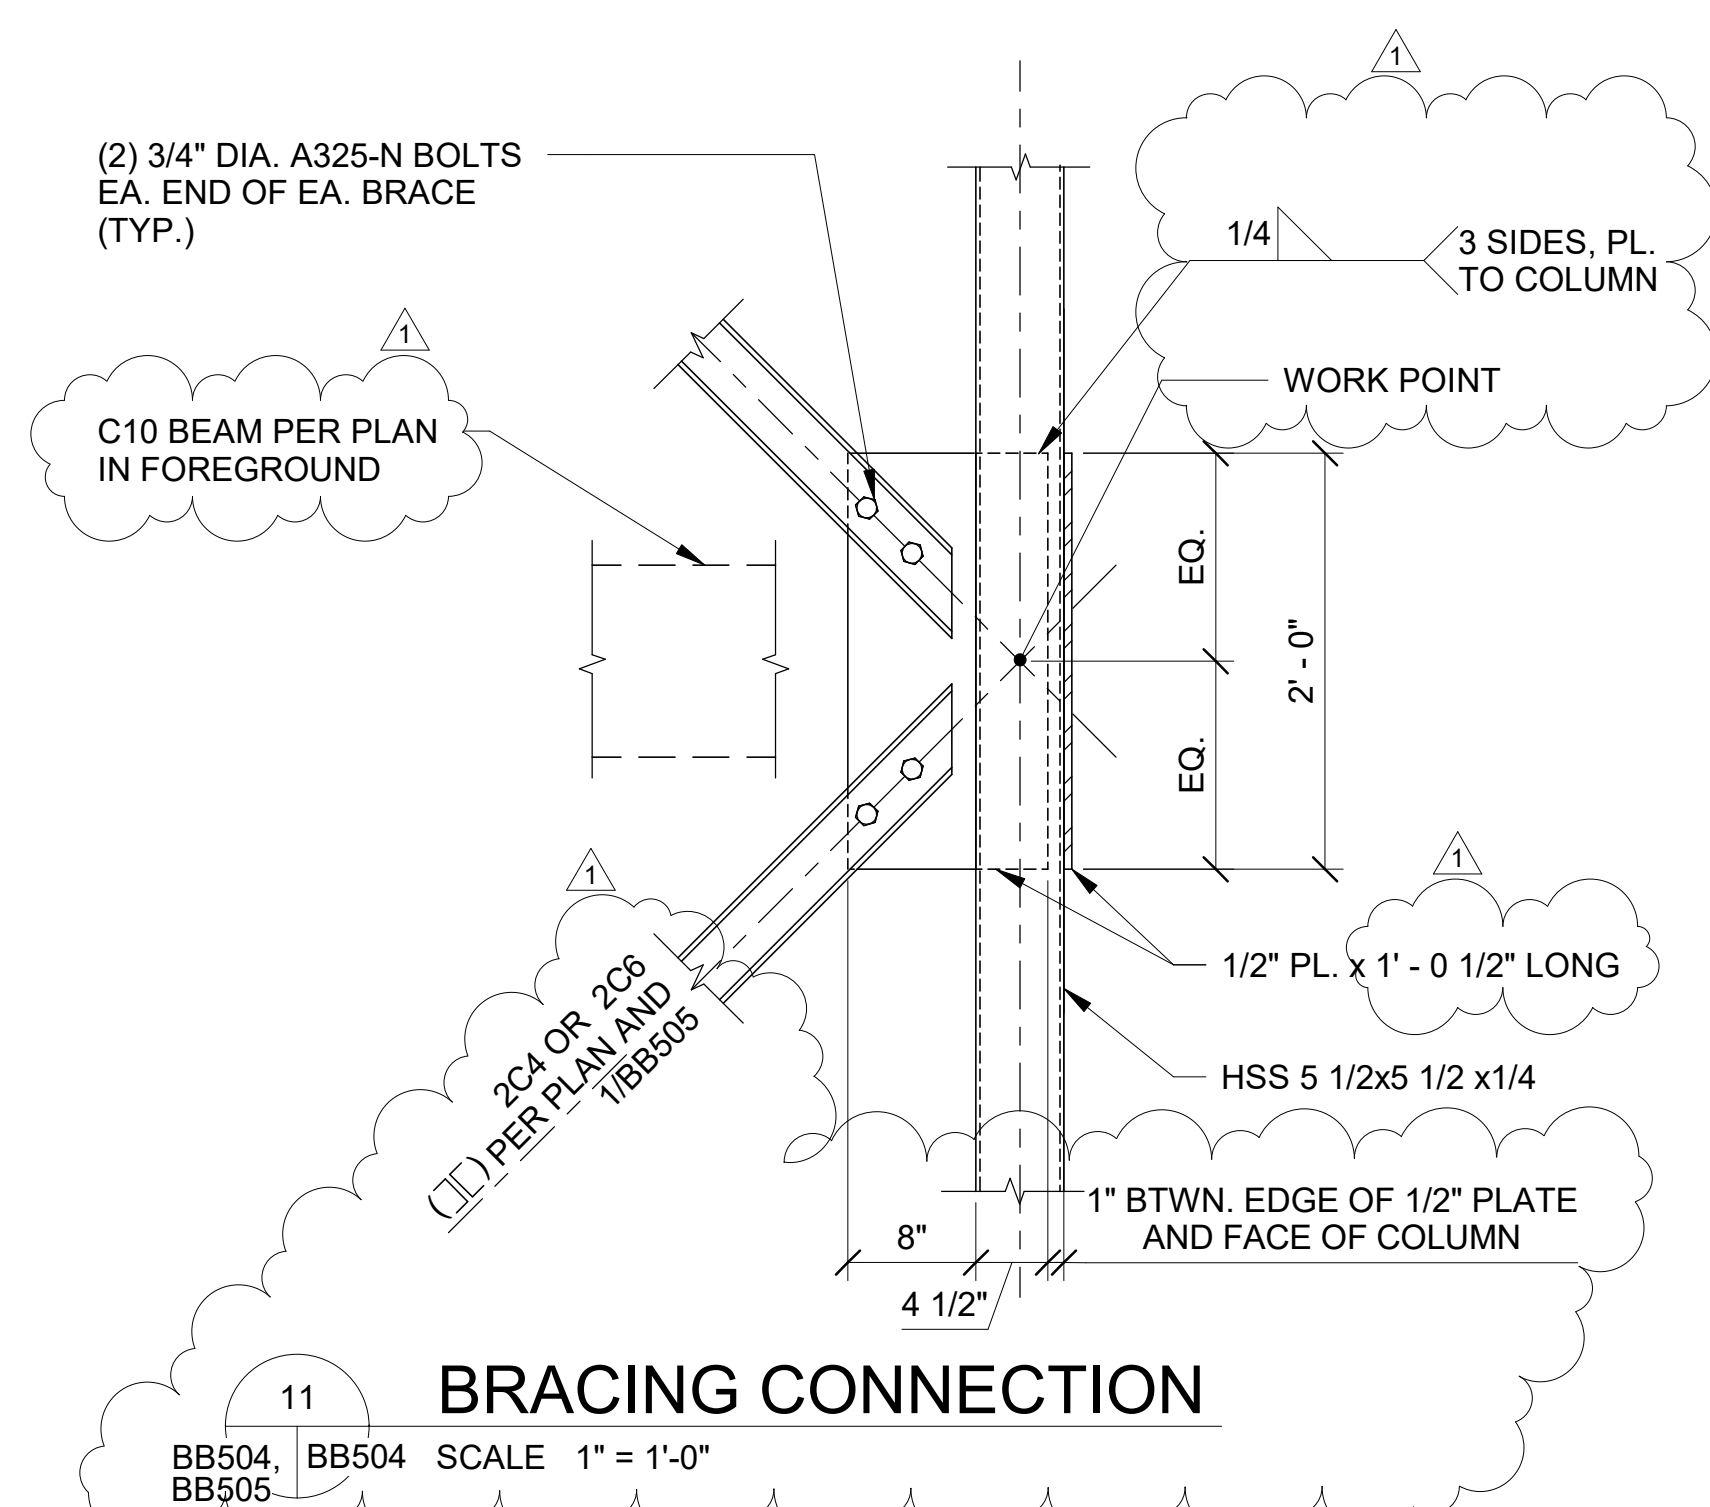 1
(2) 3/4" DIA. A325-N BOLTS
EA. END OF EA. BRACE
(TYP.)
1/4
3 SIDES, PL.
TO COLUMN
1
WORK POINT
C10 BEAM PER PLAN
IN FOREGROUND
EQ.
2' - 0"
EQ.
1
1
1/2" PL. x 1' - 0 1/2" LONG
2C4 OR 2C6
(][) PER PLAN AND
1/BB505
HSS 5 1/2x5 1/2 x1/4
1" BTWN. EDGE OF 1/2" PLATE
AND FACE OF COLUMN
8"
4 1/2"
11
BRACING CONNECTION
BB504,
BB505
BB504
SCALE 1" = 1'-0"